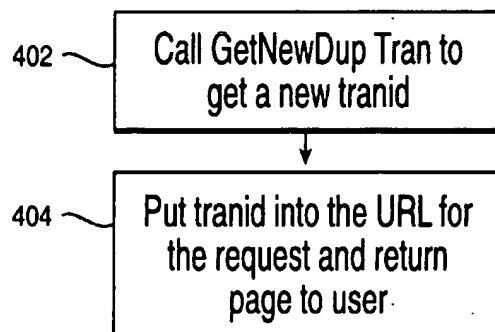 402
Call GetNewDup Tran to
get a new tranid
404
Put tranid into the URL for
the request and return
page to user